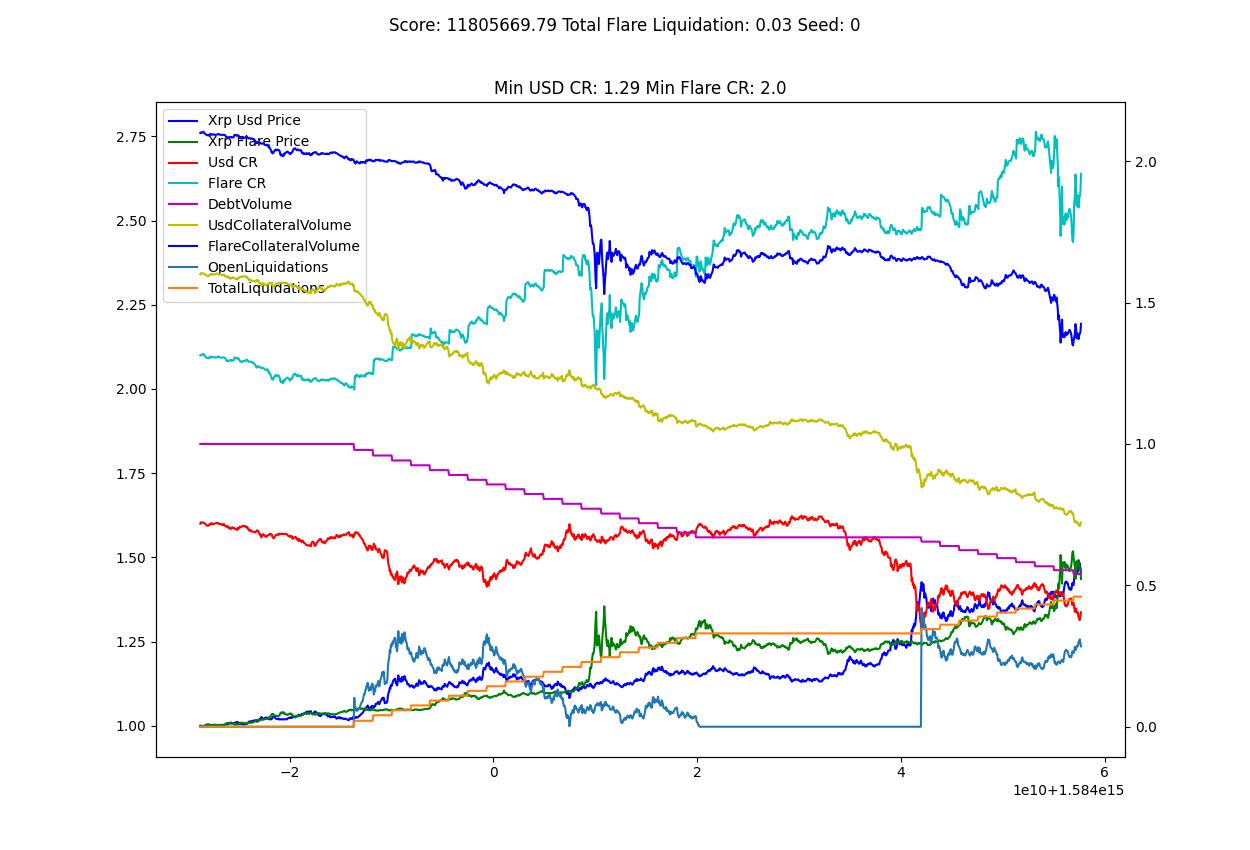 Score: 11805669.79 Total Flare Liquidation: 0.03 Seed: 0
Min USD CR: 1.29 Min Flare CR: 2.0
Xrp Usd Price
Xrp Flare Price
Usd CR
Flare CR
DebtVolume
UsdCollateralVolume
FlareCollateralVolume
OpenLiquidations
TotalLiquidations
2.75
2.50
2.25
2.00
1.75
1.50
1.25
1.00
2.0
1.5
1.0
0.5
0.0
−2
0
2
4
6
1e10+1.584e15